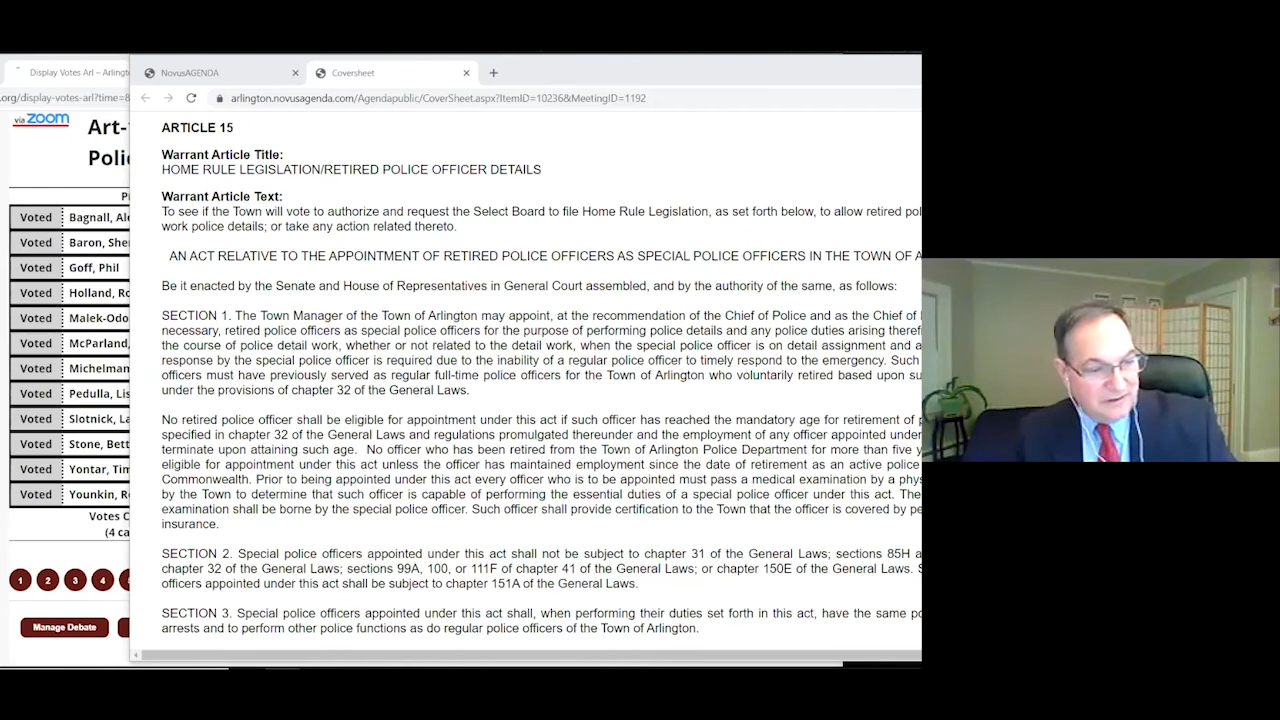 Display Votes Arl – Arlingt
NovusAGENDA
Coversheet
.org/display-votes-arl?time=8
arlington.novusagenda.com/Agendapublic/CoverSheet.aspx?ItemID=10236&MeetingID=1192
via zoom
Art-
Polic
ARTICLE 15
Warrant Article Title:
HOME RULE LEGISLATION/RETIRED POLICE OFFICER DETAILS
Warrant Article Text:
To see if the Town will vote to authorize and request the Select Board to file Home Rule Legislation, as set forth below, to allow retired pol
work police details; or take any action related thereto.
AN ACT RELATIVE TO THE APPOINTMENT OF RETIRED POLICE OFFICERS AS SPECIAL POLICE OFFICERS IN THE TOWN OF A
Be it enacted by the Senate and House of Representatives in General Court assembled, and by the authority of the same, as follows:
SECTION 1. The Town Manager of the Town of Arlington may appoint, at the recommendation of the Chief of Police and as the Chief of
necessary, retired police officers as special police officers for the purpose of performing police details and any police duties arising theref
the course of police detail work, whether or not related to the detail work, when the special police officer is on detail assignment and a
response by the special police officer is required due to the inability of a regular police officer to timely respond to the emergency. Such
officers must have previously served as regular full-time police officers for the Town of Arlington who voluntarily retired based upon su
under the provisions of chapter 32 of the General Laws.
No retired police officer shall be eligible for appointment under this act if such officer has reached the mandatory age for retirement of p
specified in chapter 32 of the General Laws and regulations promulgated thereunder and the employment of any officer appointed under
terminate upon attaining such age. No officer who has been retired from the Town of Arlington Police Department for more than five y
eligible for appointment under this act unless the officer has maintained employment since the date of retirement as an active police
Commonwealth. Prior to being appointed under this act every officer who is to be appointed must pass a medical examination by a phys
by the Town to determine that such officer is capable of performing the essential duties of a special police officer under this act. The
examination shall be borne by the special police officer. Such officer shall provide certification to the Town that the officer is covered by pe
insurance.
SECTION 2. Special police officers appointed under this act shall not be subject to chapter 31 of the General Laws; sections 85H a
chapter 32 of the General Laws; sections 99A, 100, or 111F of chapter 41 of the General Laws; or chapter 150E of the General Laws. S
officers appointed under this act shall be subject to chapter 151A of the General Laws.
SECTION 3. Special police officers appointed under this act shall, when performing their duties set forth in this act, have the same po
arrests and to perform other police functions as do regular police officers of the Town of Arlington.
P
Voted Bagnall, Ale
Voted Baron, She
Voted Goff, Phil
Voted Holland, Ro
Voted Malek-Odo
Voted McParland,
Voted Michelman
Voted Pedulla, Lis
Voted Slotnick, La
Voted Stone, Bett
Voted Yontar, Tim
Voted Younkin, R
Votes C
(4 ca
1 2 3 4
Manage Debate